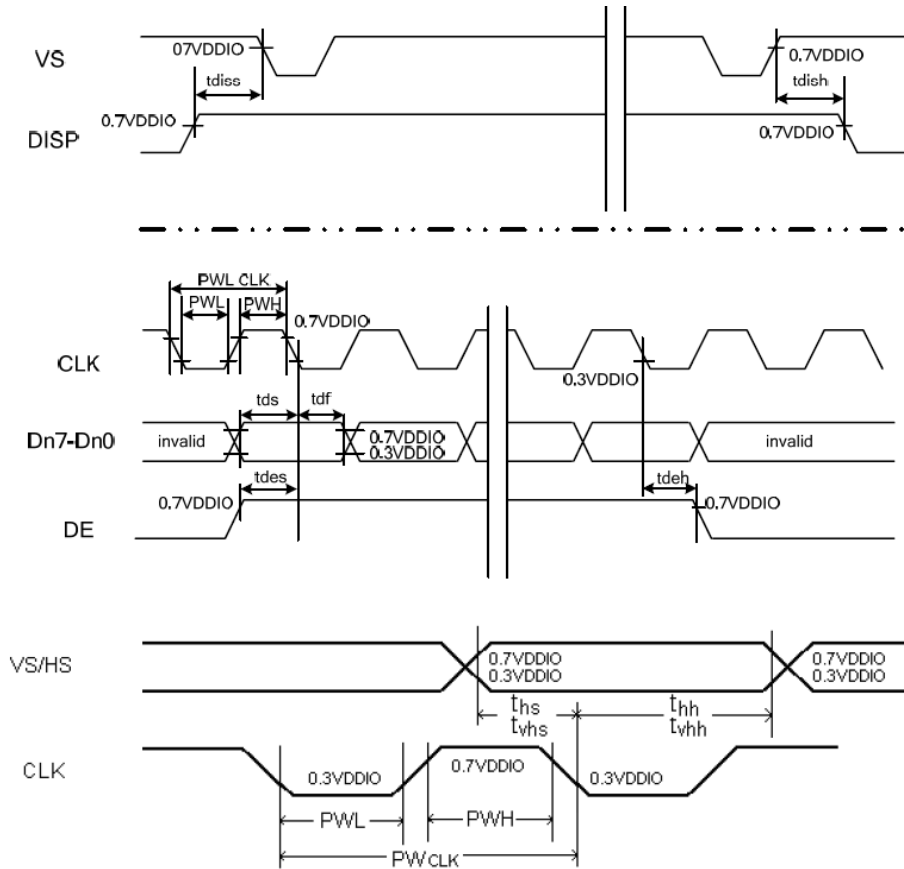 VS
07VDDIO
0.7VDDIO
tdiss
tdish
0.7VDDIO
0.7VDDIO
DISP
PWL CLK
PWL
PWH
0.7VDDIO
CLK
0.3VDDIO
tds
tdf
Dn7-Dn0
invalid
0.7VDDIO
0.3VDDIO
invalid
tdes
tdeh
0.7VDDIO
0.7VDDIO
DE
VS/HS
0.7VDDIO
0.3VDDIO
0.7VDDIO
0.3VDDIO
ths
tvhs
thh
tvhh
CLK
0.3VDDIO
0.7VDDIO
0.3VDDIO
PWL
PWH
PWCLK